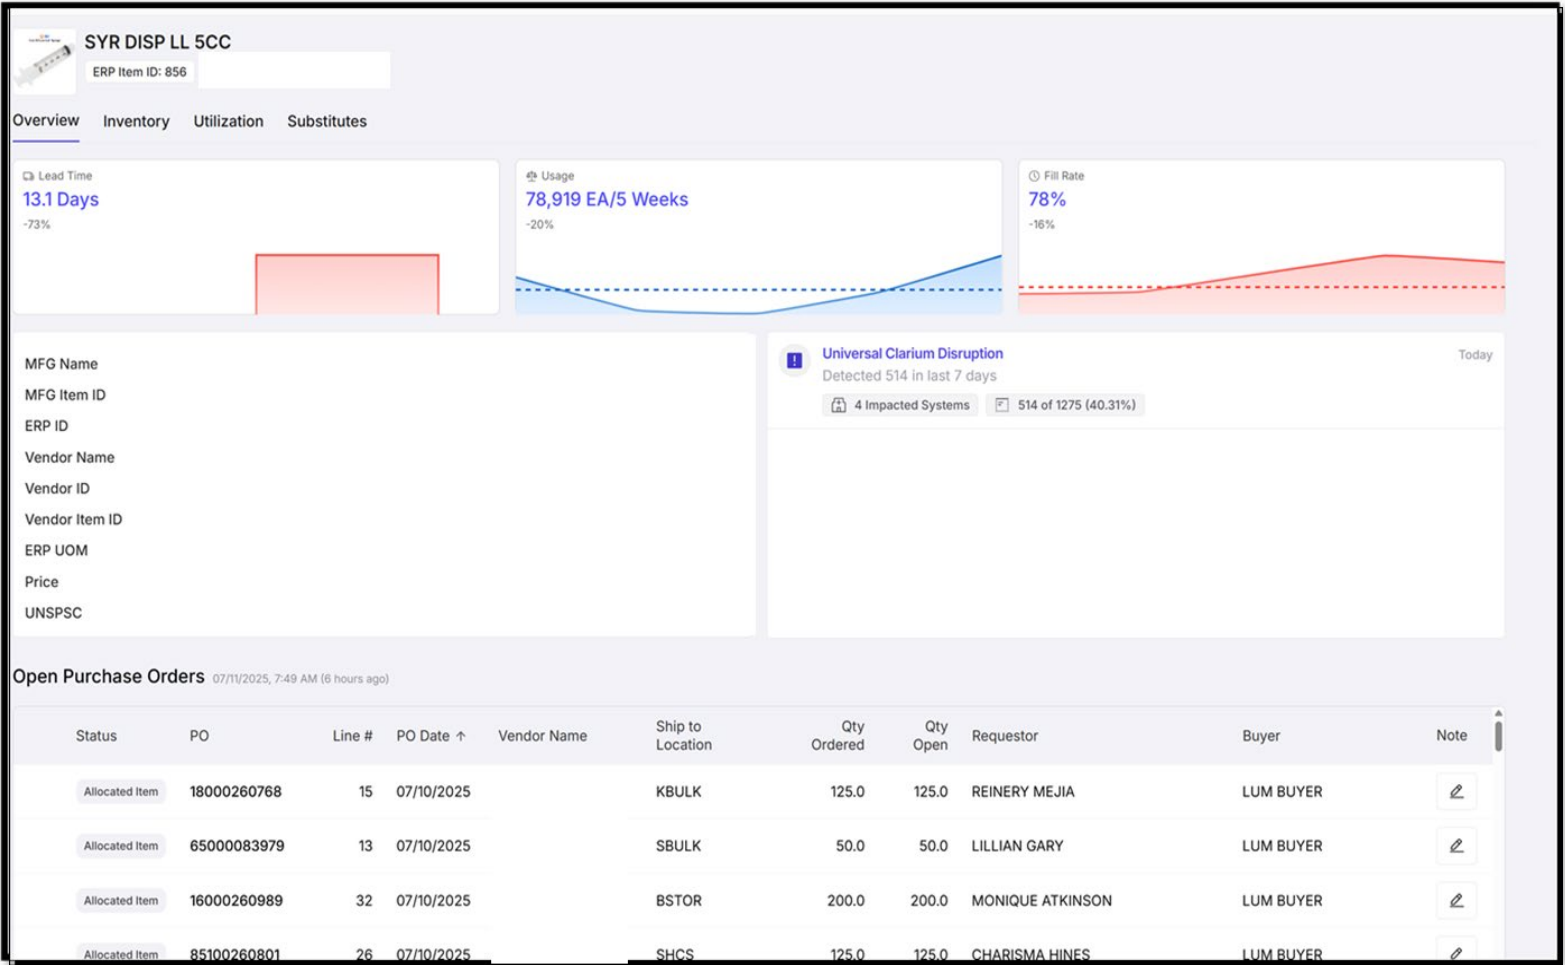 SYR DISP LL 5CC
ERP Item ID: 856
Overview Inventory Utilization Substitutes
Lead Time
13.1 Days
-73%
Usage
78,919 EA/5 Weeks
-20%
Fill Rate
78%
-16%
MFG Name
MFG Item ID
ERP ID
Vendor Name
Vendor ID
Vendor Item ID
ERP UOM
Price
UNSPSC
Universal Clarium Disruption Today
Detected 514 in last 7 days
4 Impacted Systems 514 of 1275 (40.31%)
Open Purchase Orders 07/11/2025, 7:49 AM (6 hours ago)
Status PO Line # PO Date ↑ Vendor Name Ship to Location Qty Ordered Qty Open Requestor Buyer Note
Allocated Item 18000260768 15 07/10/2025 KBULK 125.0 125.0 REINERY MEJIA LUM BUYER
Allocated Item 65000083979 13 07/10/2025 SBULK 50.0 50.0 LILLIAN GARY LUM BUYER
Allocated Item 16000260989 32 07/10/2025 BSTOR 200.0 200.0 MONIQUE ATKINSON LUM BUYER
Allocated Item 85100260801 26 07/10/2025 SHCS 125.0 125.0 CHARISMA HINES LUM BUYER